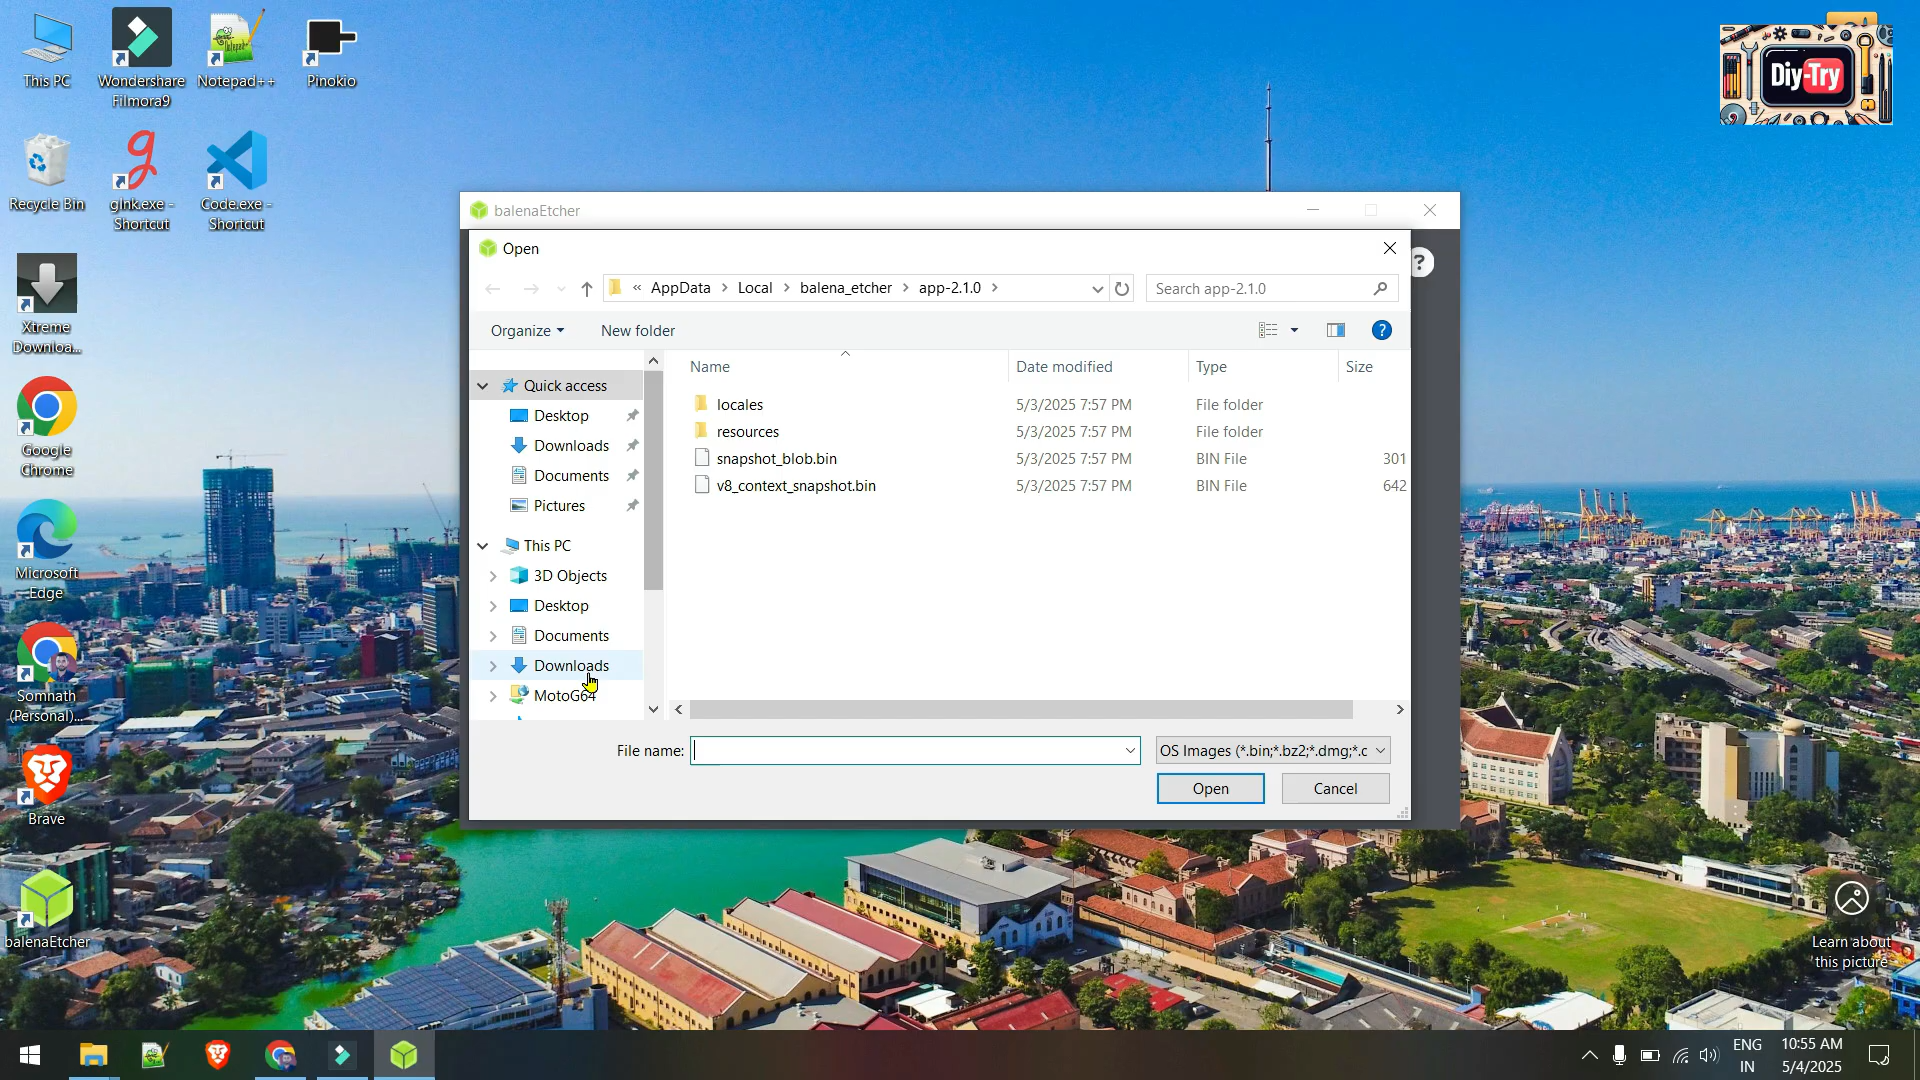 This PC
Wondershare
Filmora9
Notepad++
Pinokio
Recycle Bin
glnk.exe -
Shortcut
Code.exe -
Shortcut
Xtreme
Downloa...
Google
Chrome
Microsoft
Edge
Somnath
(Personal)...
Brave
balenaEtcher
Diy-Try
balenaEtcher
Open
« AppData > Local > balena_etcher > app-2.1.0 >
Search app-2.1.0
Organize
New folder
Name
Date modified
Type
Size
Quick access
Desktop
Downloads
Documents
Pictures
This PC
3D Objects
Desktop
Documents
Downloads
MotoG64
locales 5/3/2025 7:57 PM File folder
resources 5/3/2025 7:57 PM File folder
snapshot_blob.bin 5/3/2025 7:57 PM BIN File 301
v8_context_snapshot.bin 5/3/2025 7:57 PM BIN File 642
File name:
OS Images (*.bin;*.bz2;*.dmg;*.c
Open
Cancel
Learn about
this picture
ENG
IN
10:55 AM
5/4/2025